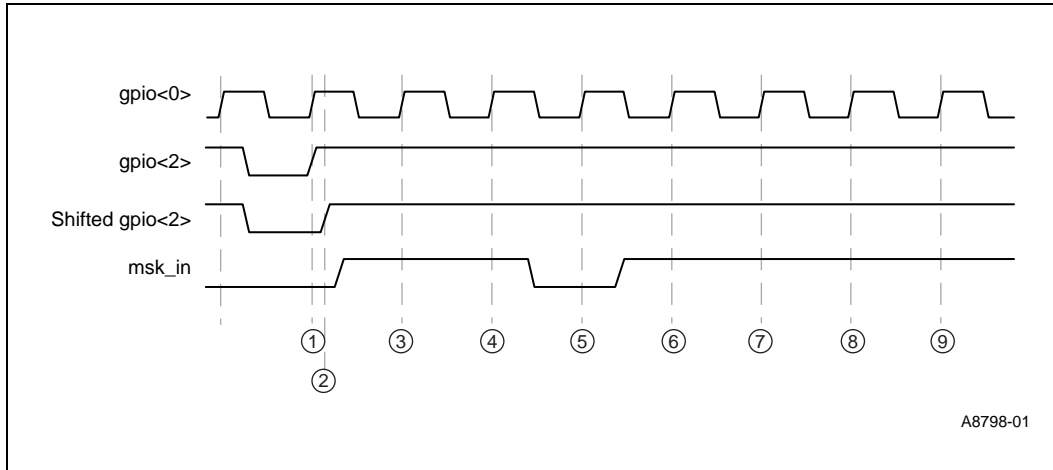 gpio<0>
gpio<2>
Shifted gpio<2>
msk_in
1 3 4 5 6 7 8 9
2
A8798-01